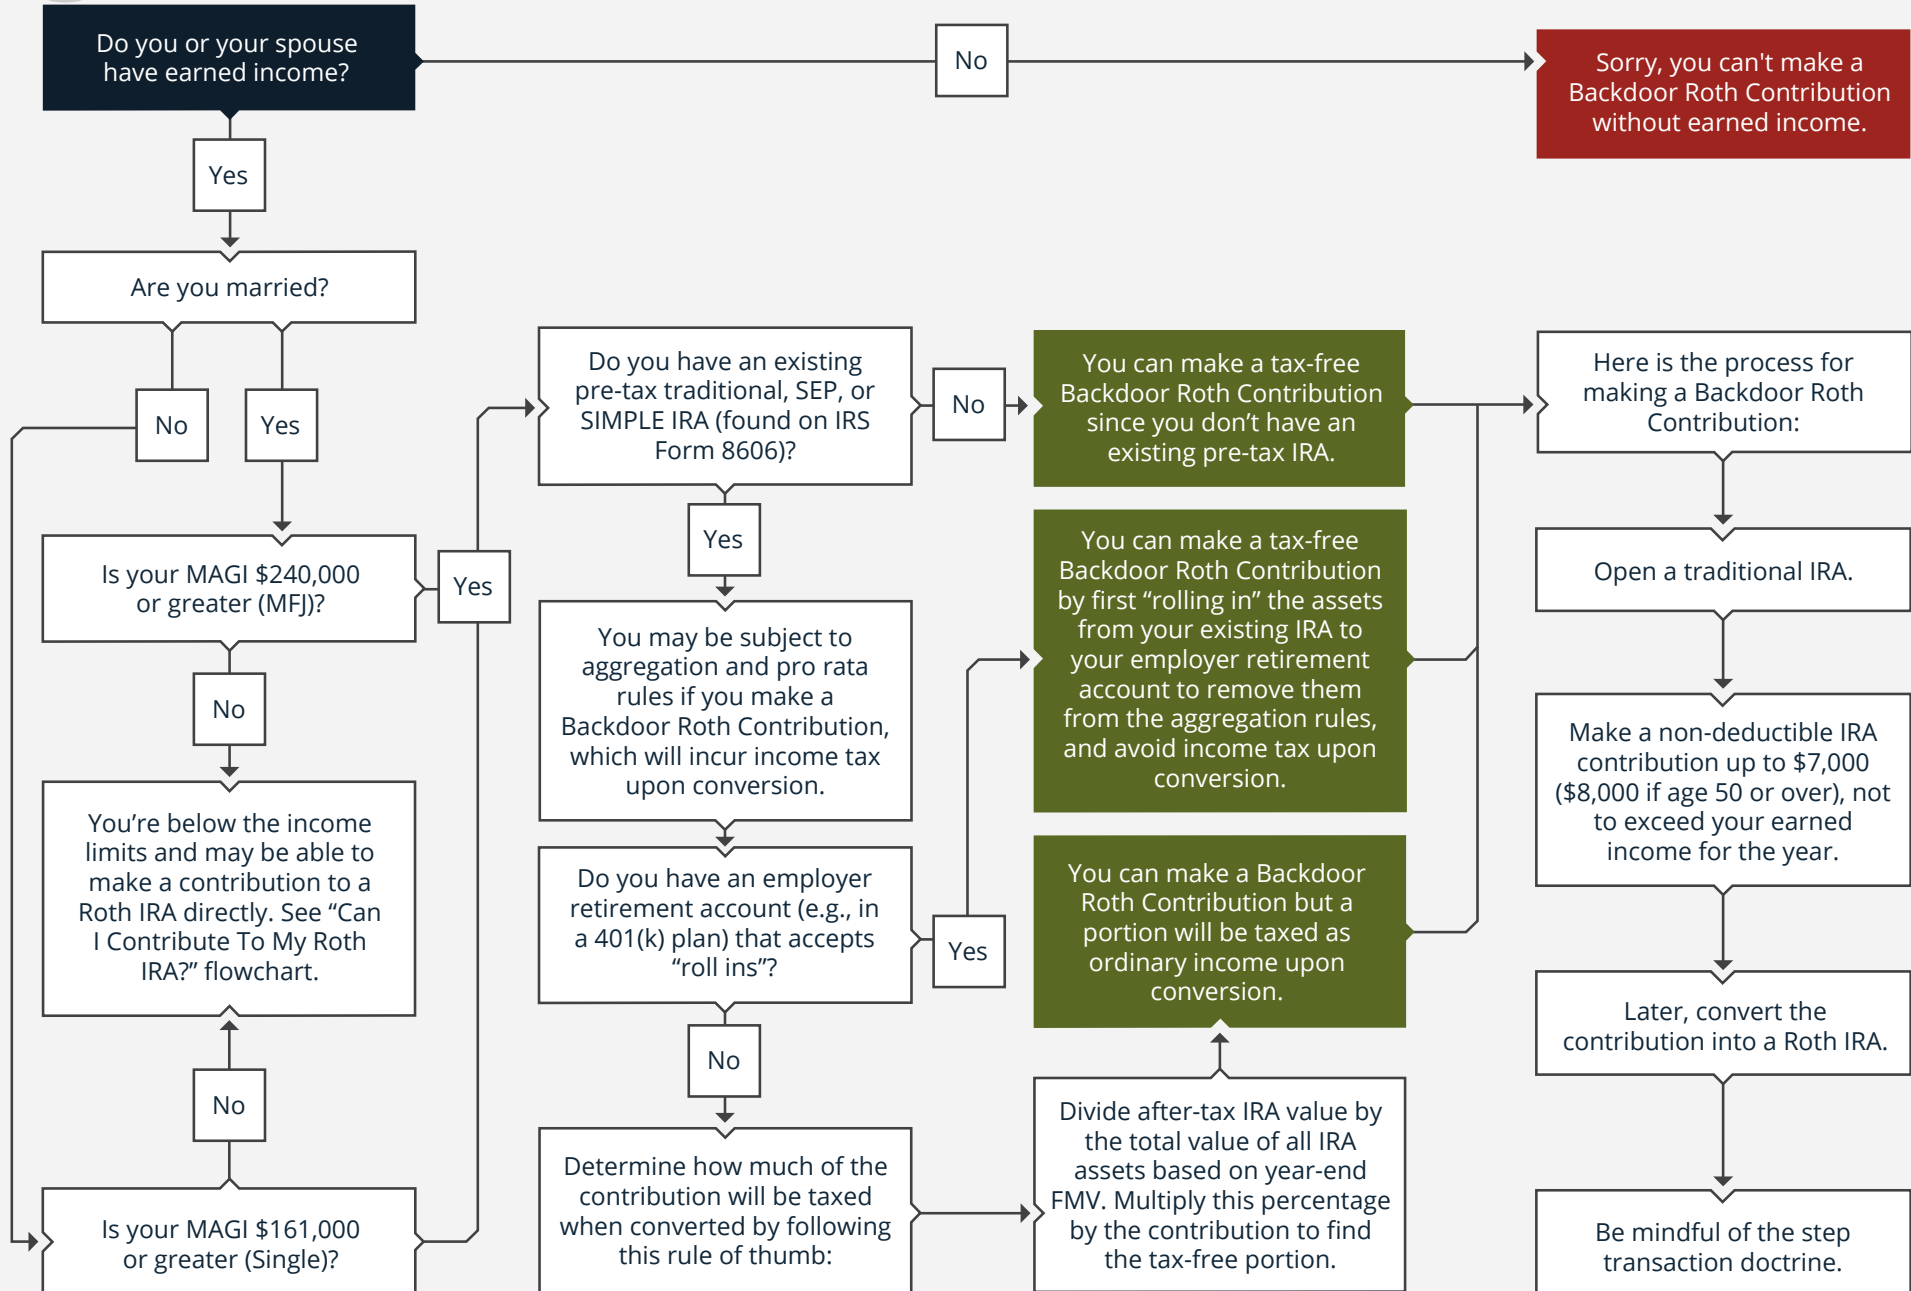 Do you or your spouse
have earned income?
No
Sorry, you can't make a
Backdoor Roth Contribution
without earned income.
Yes
Are you married?
No
Yes
Is your MAGI $240,000
or greater (MFJ)?
Yes
No
You’re below the income
limits and may be able to
make a contribution to a
Roth IRA directly. See “Can
I Contribute To My Roth
IRA?” flowchart.
No
Is your MAGI $161,000
or greater (Single)?
Do you have an existing
pre-tax traditional, SEP, or
SIMPLE IRA (found on IRS
Form 8606)?
No
Yes
You may be subject to
aggregation and pro rata
rules if you make a
Backdoor Roth Contribution,
which will incur income tax
upon conversion.
Do you have an employer
retirement account (e.g., in
a 401(k) plan) that accepts
“roll ins”?
Yes
No
Determine how much of the
contribution will be taxed
when converted by following
this rule of thumb:
You can make a tax-free
Backdoor Roth Contribution
since you don’t have an
existing pre-tax IRA.
You can make a tax-free
Backdoor Roth Contribution
by first “rolling in” the assets
from your existing IRA to
your employer retirement
account to remove them
from the aggregation rules,
and avoid income tax upon
conversion.
You can make a Backdoor
Roth Contribution but a
portion will be taxed as
ordinary income upon
conversion.
Divide after-tax IRA value by
the total value of all IRA
assets based on year-end
FMV. Multiply this percentage
by the contribution to find
the tax-free portion.
Here is the process for
making a Backdoor Roth
Contribution:
Open a traditional IRA.
Make a non-deductible IRA
contribution up to $7,000
($8,000 if age 50 or over), not
to exceed your earned
income for the year.
Later, convert the
contribution into a Roth IRA.
Be mindful of the step
transaction doctrine.